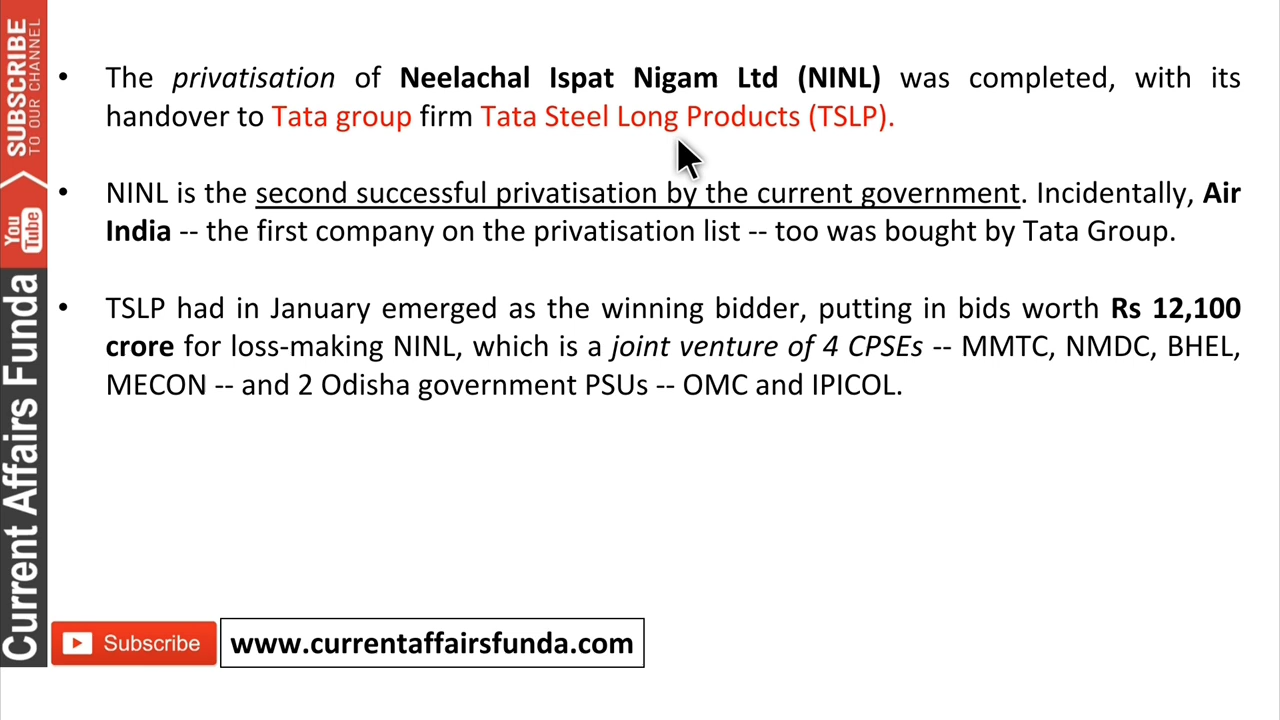 • The privatisation of Neelachal Ispat Nigam Ltd (NINL) was completed, with its
handover to Tata group firm Tata Steel Long Products (TSLP).
• NINL is the second successful privatisation by the current government. Incidentally, Air
India -- the first company on the privatisation list -- too was bought by Tata Group.
• TSLP had in January emerged as the winning bidder, putting in bids worth Rs 12,100
crore for loss-making NINL, which is a joint venture of 4 CPSEs -- MMTC, NMDC, BHEL,
MECON -- and 2 Odisha government PSUs -- OMC and IPICOL.
SUBSCRIBE
TO OUR CHANNEL
You
Tube
Current Affairs Funda
Subscribe
www.currentaffairsfunda.com